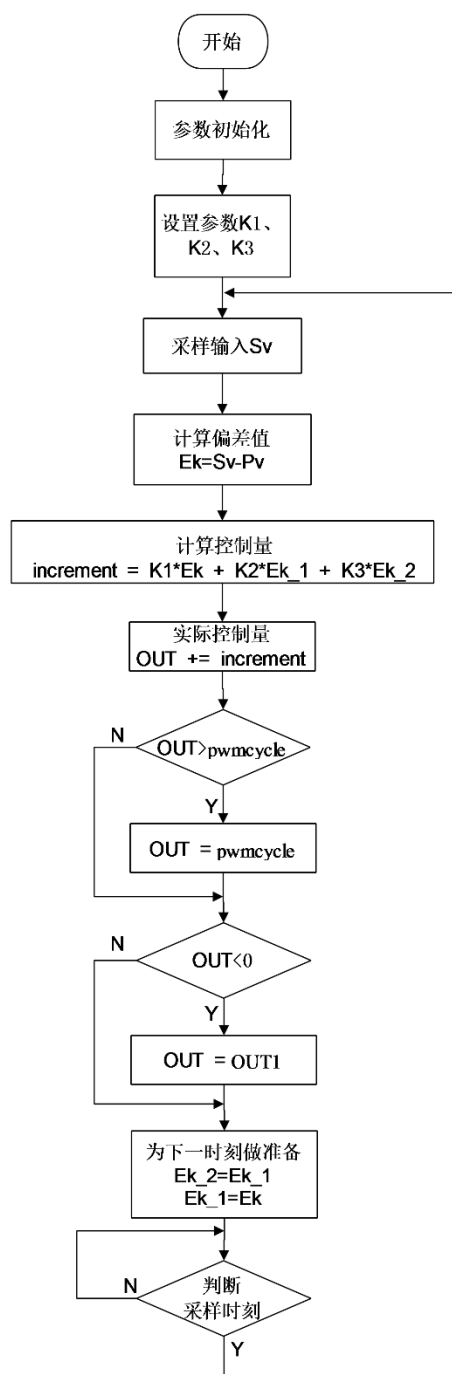 开始
参数初始化
设置参数K1、
K2、K3
采样输入Sv
计算偏差值
Ek=Sv-Pv
计算控制量
increment = K1*Ek + K2*Ek_1 + K3*Ek_2
实际控制量
OUT += increment
N
OUT>pwmcycle
Y
OUT = pwmcycle
N
OUT<0
Y
OUT = OUT1
为下一时刻做准备
Ek_2=Ek_1
Ek_1=Ek
N
判断
采样时刻
Y